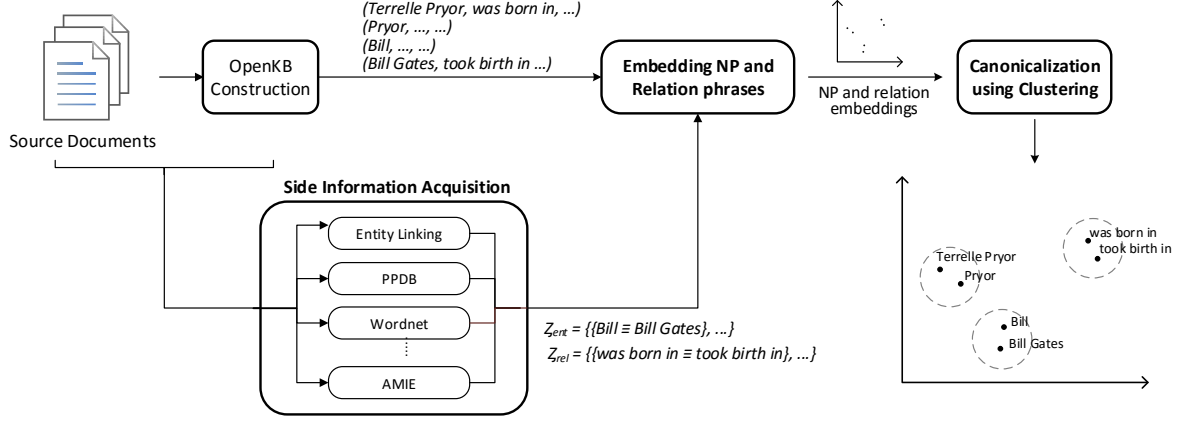 (Terrelle Pryor, was born in, ...)
(Pryor, ..., ...)
(Bill, ..., ...)
(Bill Gates, took birth in ...)
OpenKB
Construction
Embedding NP and
Relation phrases
Canonicalization
using Clustering
NP and relation
embeddings
Source Documents
Side Information Acquisition
Entity Linking
PPDB
Wordnet
AMIE
Z_ent = {{Bill ≡ Bill Gates}, ...}
Z_rel = {{was born in ≡ took birth in}, ...}
was born in
took birth in
Terrelle Pryor
Pryor
Bill
Bill Gates